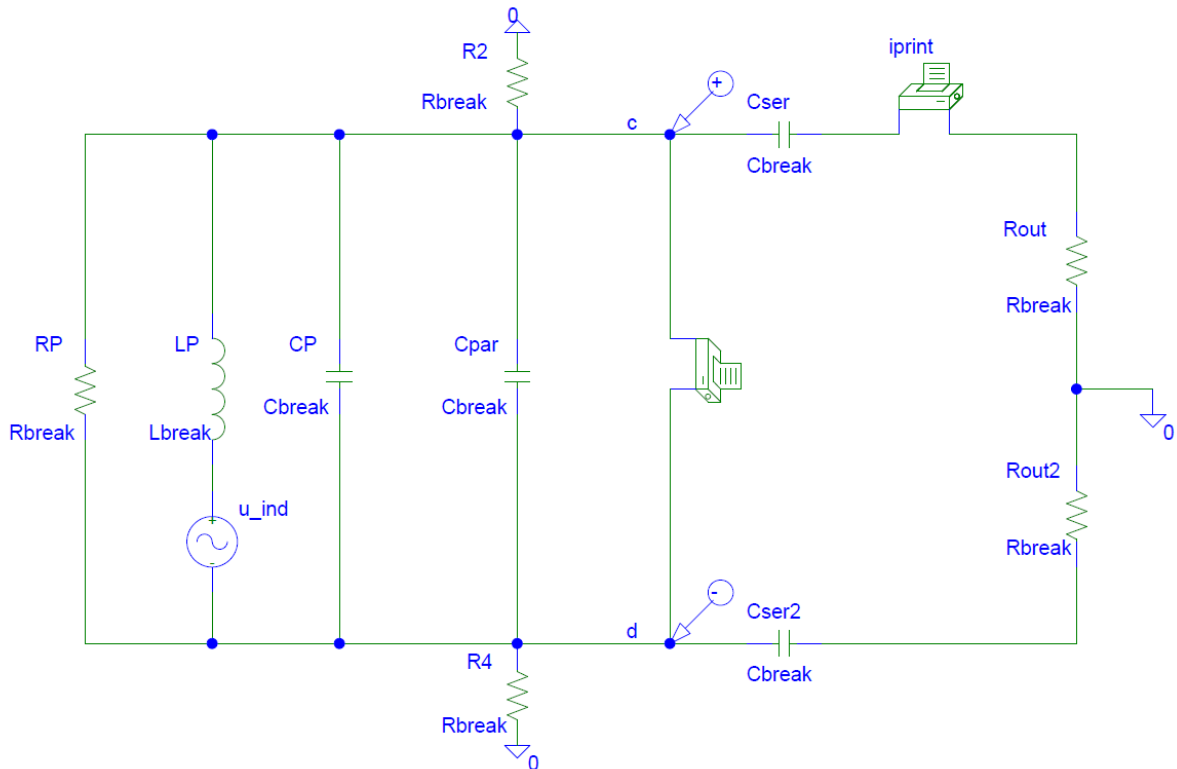 0
R2
Rbreak
iprint
c
+
Cser
Cbreak
Rout
Rbreak
RP
Rbreak
LP
Lbreak
CP
Cbreak
Cpar
Cbreak
0
u_ind
+
-
Rout2
Rbreak
d
-
Cser2
Cbreak
R4
Rbreak
0